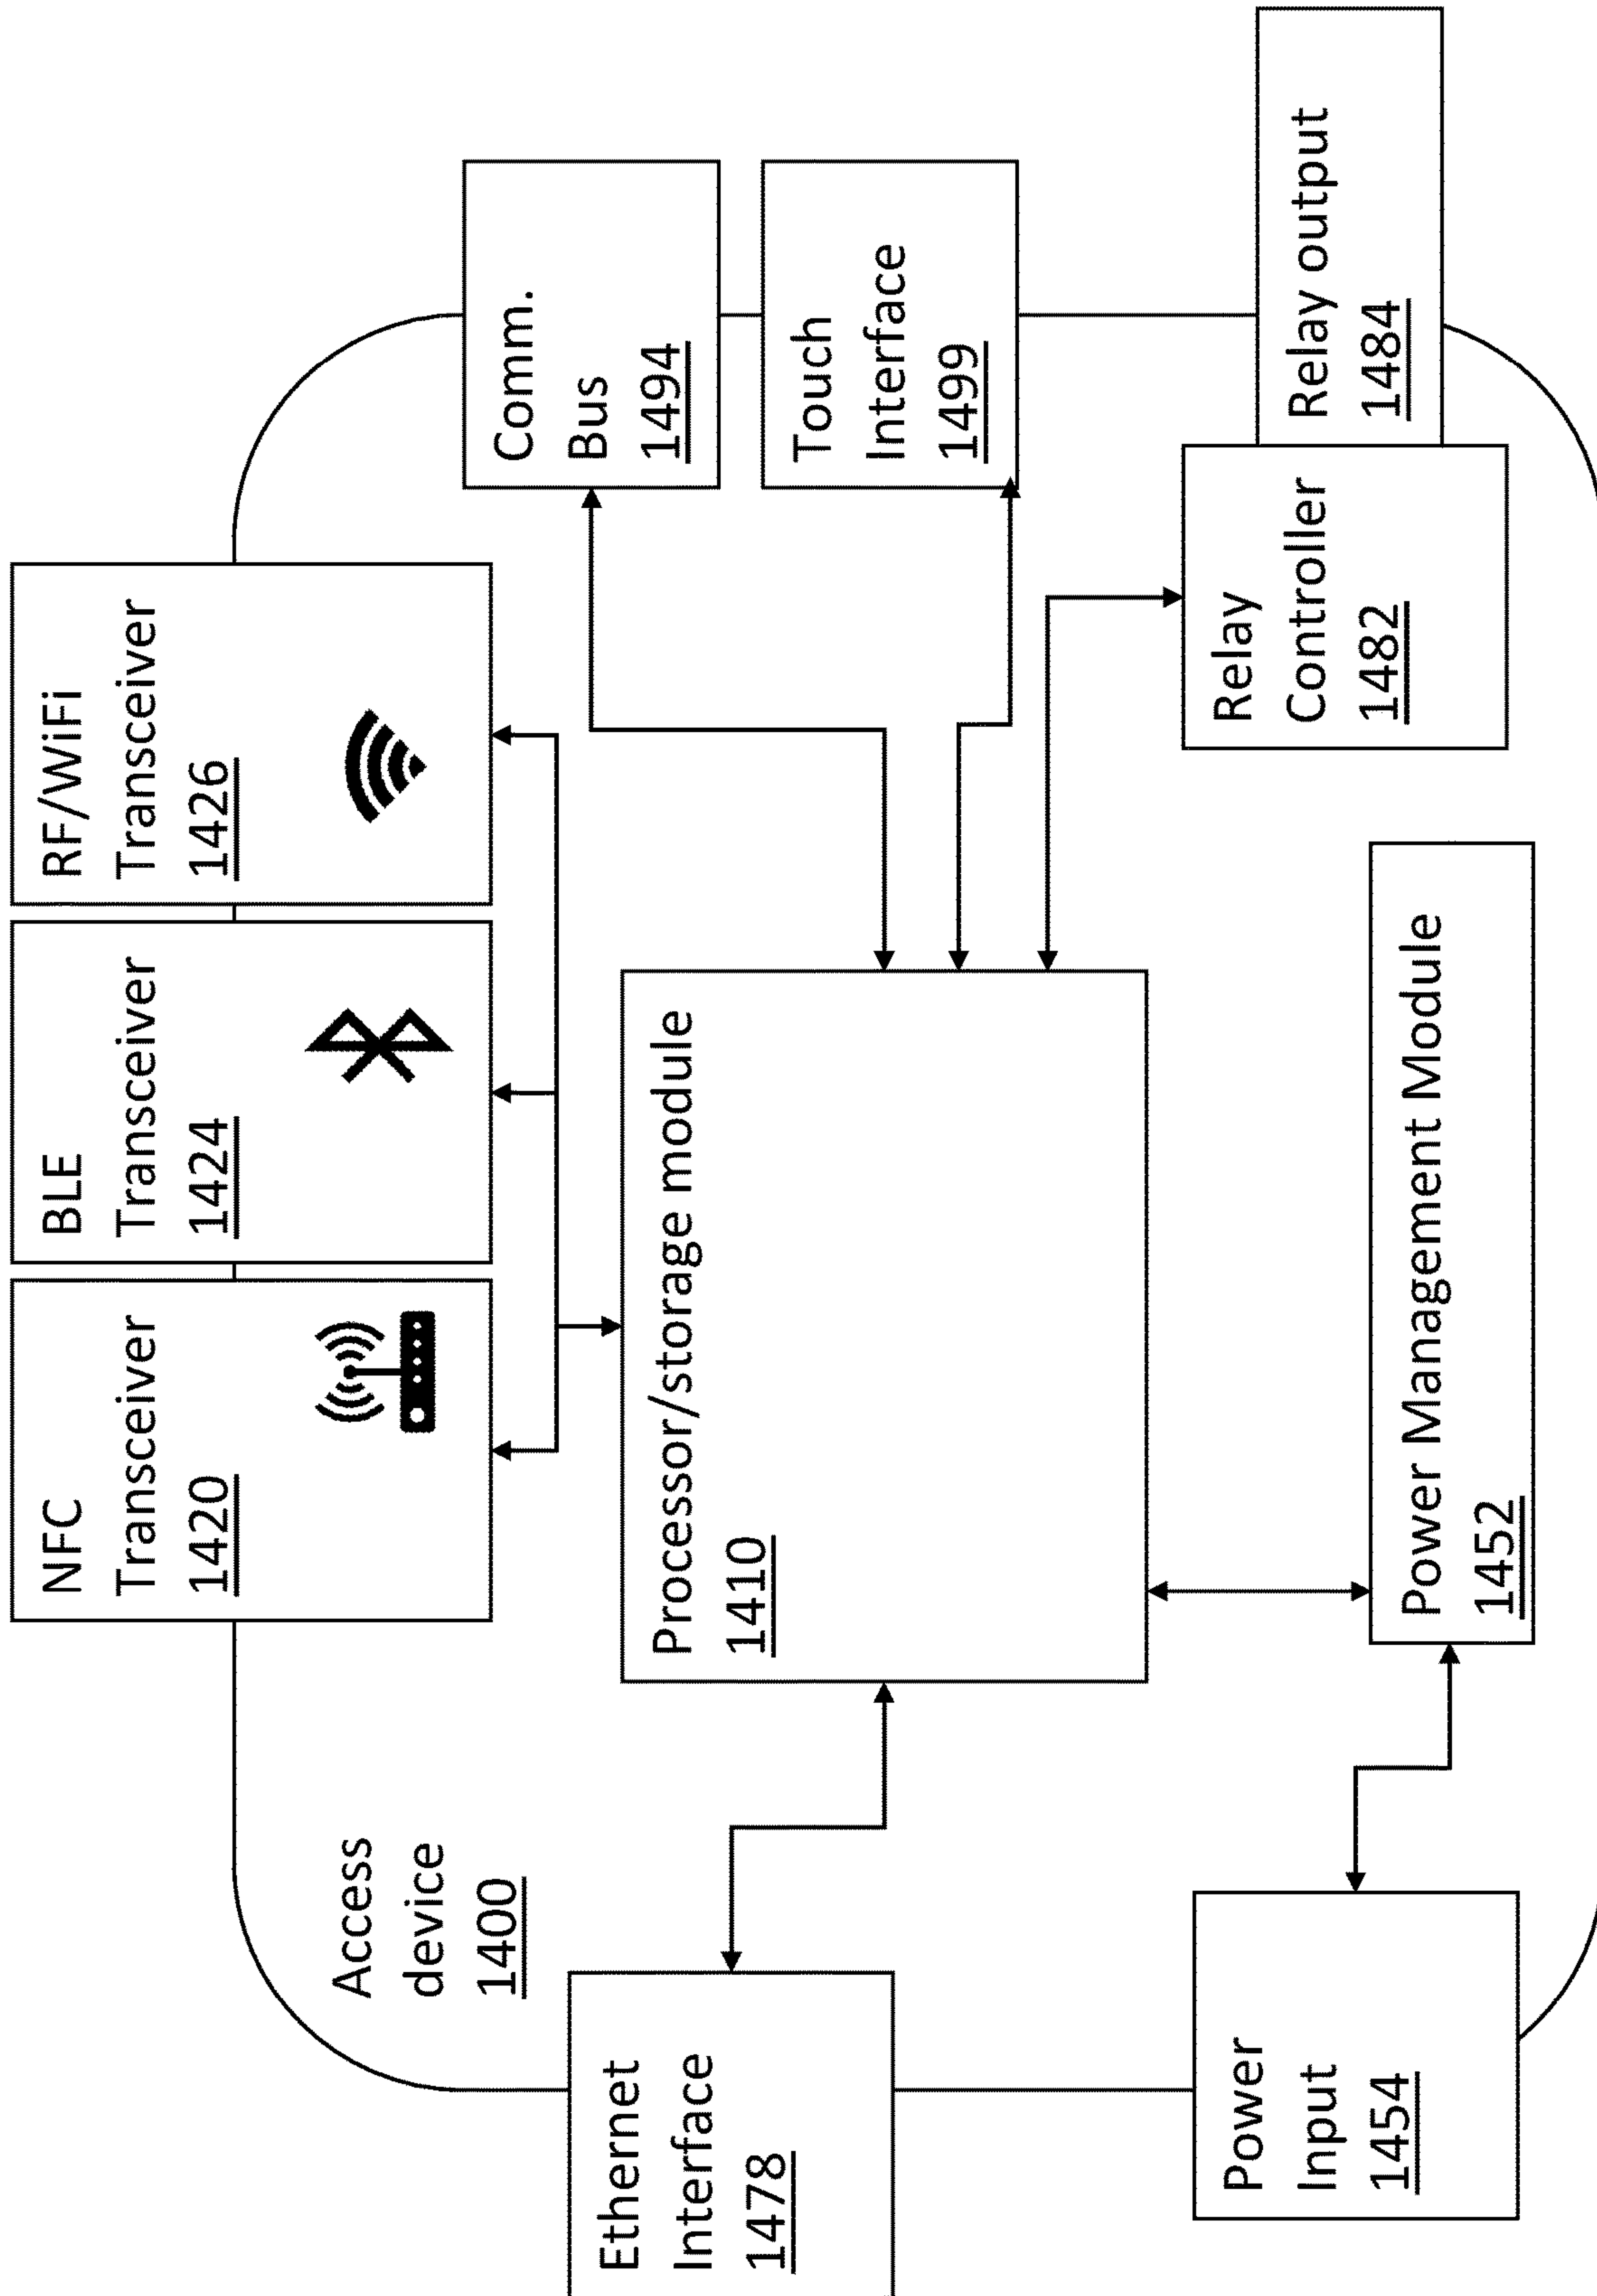 NFC
Transceiver
1420
BLE
Transceiver
1424
RF/WiFi
Transceiver
1426
Access
device
1400
Ethernet
Interface
1478
Processor/storage module
1410
Comm.
Bus
1494
Touch
Interface
1499
Power
Input
1454
Power Management Module
1452
Relay
Controller
1482
Relay output
1484